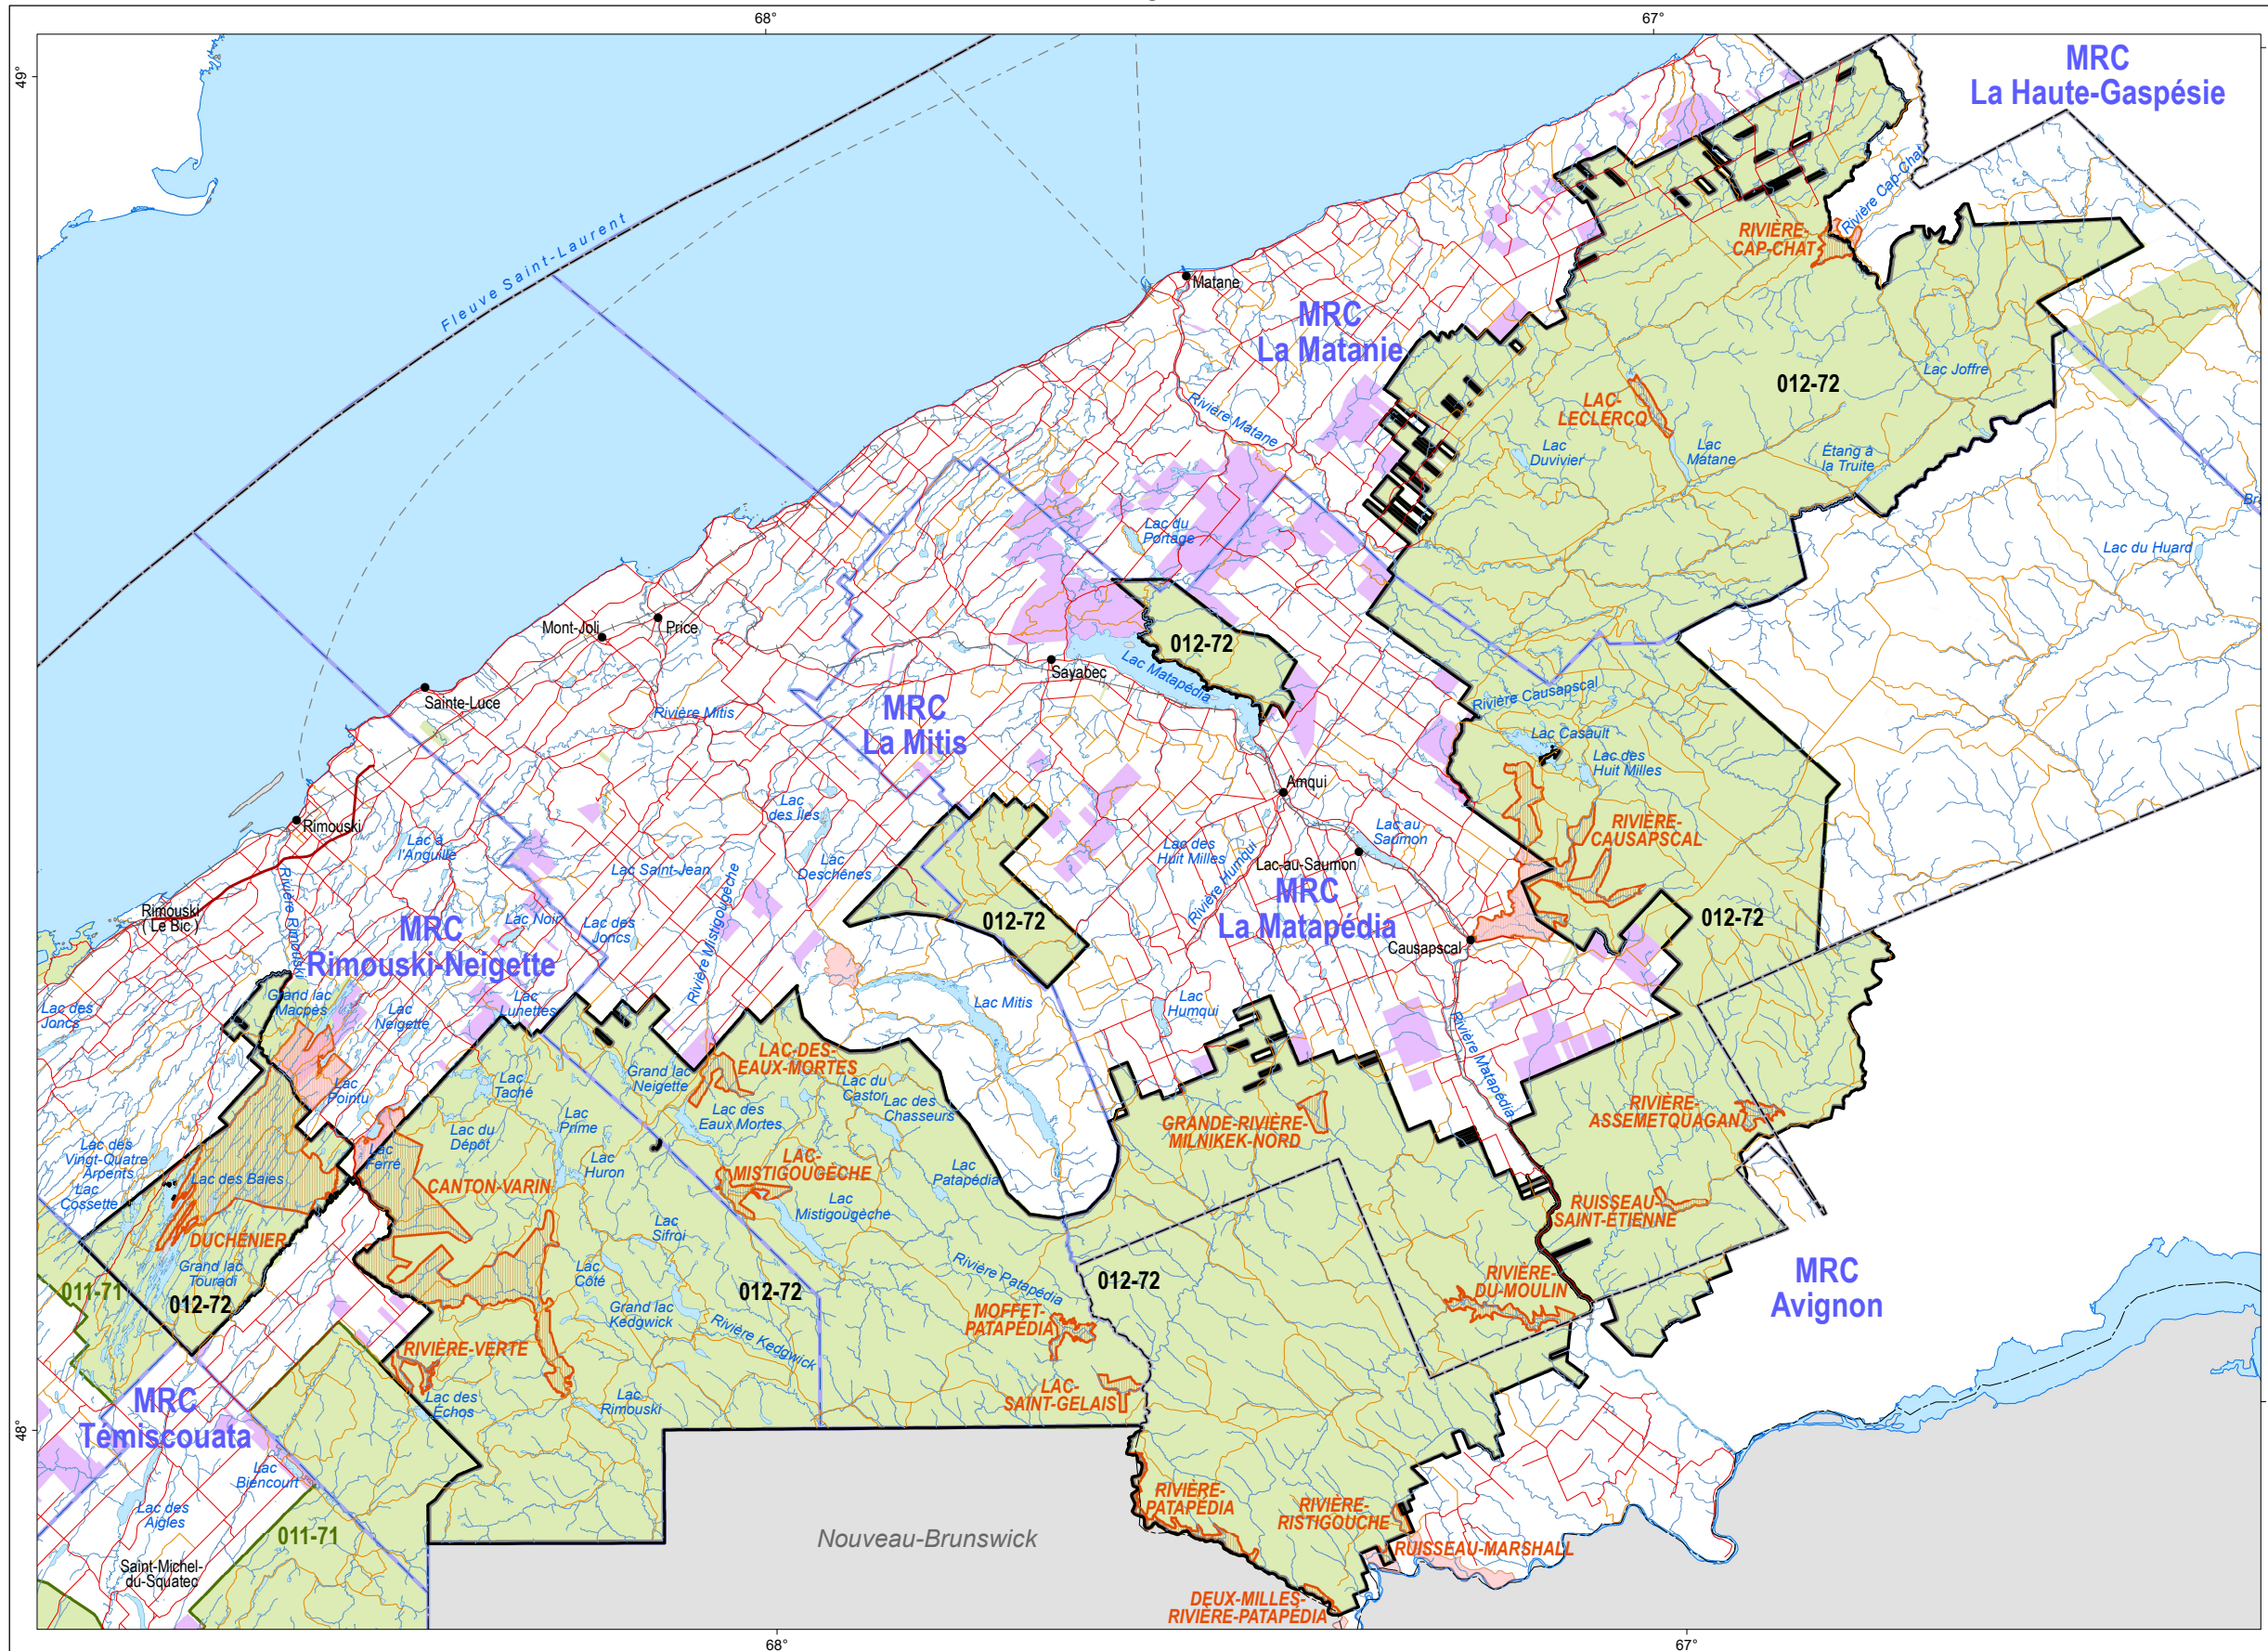 68°
67°
49°
MRC
La Haute-Gaspésie
Fleuve Saint-Laurent
Rivière Cap-Chat
RIVIÈRE-
CAP-CHAT
Matane
MRC
La Matanie
012-72
Lac Joffre
LAC-
LECLERCQ
Rivière Matane
Lac
Duvivier
Lac
Matane
Étang à
la Truite
Lac du
Portage
Lac du Huard
Mont-Joli
Price
012-72
Sayabec
Lac Matapédia
Sainte-Luce
Rivière Mitis
MRC
La Mitis
Rivière Causapscal
Lac Casault
Lac des
Huit Milles
Amqui
Rimouski
Lac
des Îles
Lac à
l'Anguille
Lac Saint-Jean
Lac
Deschênes
Lac des
Huit Milles
Rivière Humqui
Lac au
Saumon
Lac-au-Saumon
RIVIÈRE-
CAUSAPSCAL
Rivière Rimouski
Rimouski
( Le Bic )
MRC
Rimouski-Neigette
Lac Noir
Lac des
Joncs
Rivière Mistigougèche
012-72
MRC
La Matapédia
Causapscal
012-72
Lac des
Joncs
Grand lac
Macpès
Lac
Neigette
Lac
Lunettes
Lac Mitis
Lac
Humqui
Rivière Matapédia
Lac
Pointu
Lac
Taché
Grand lac
Neigette
LAC-DES-
EAUX-MORTES
Lac du
Castor
Lac des
Chasseurs
Lac des
Eaux Mortes
GRANDE-RIVIÈRE-
MILNIKEK-NORD
RIVIÈRE-
ASSEMETQUAGAN
Lac des
Vingt-Quatre
Arpents
Lac
Cossette
Lac des Baies
Lac
Ferré
Lac du
Dépôt
Lac
Prime
Lac
Huron
CANTON-VARIN
LAC-
MISTIGOUGÈCHE
Lac
Mistigougèche
Lac
Patapédia
RUISSEAU-
SAINT-ÉTIENNE
DUCHÉNIER
Lac
Sifroi
Grand lac
Touradi
011-71
012-72
Lac
Côté
012-72
Rivière Patapédia
012-72
RIVIÈRE-
DU-MOULIN
MRC
Avignon
Grand lac
Kedgwick
Rivière Kedgwick
MOFFET-
PATAPÉDIA
RIVIÈRE-VERTE
Lac des
Échos
Lac
Rimouski
LAC-
SAINT-GELAIS
48°
MRC
Témiscouata
Lac
Biencourt
Lac des
Aigles
011-71
Saint-Michel-
du-Squatec
Nouveau-Brunswick
RIVIÈRE-
PATAPÉDIA
RIVIÈRE-
RISTIGOUCHE
RUISSEAU-MARSHALL
DEUX-MILLES-
RIVIÈRE-PATAPÉDIA
68°
67°